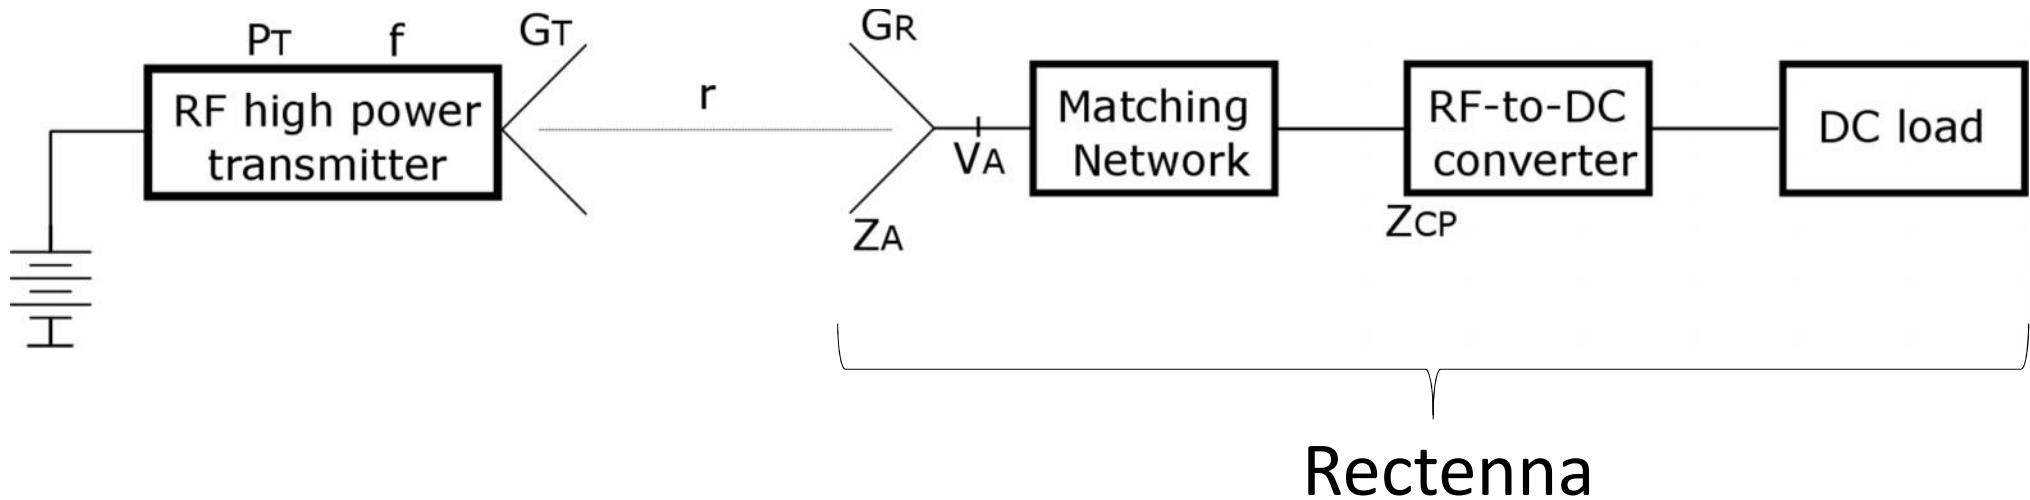 PT f GT
RF high power
transmitter
r
GR
ZA
VA
Matching
Network
RF-to-DC
converter
ZCP
DC load
Rectenna